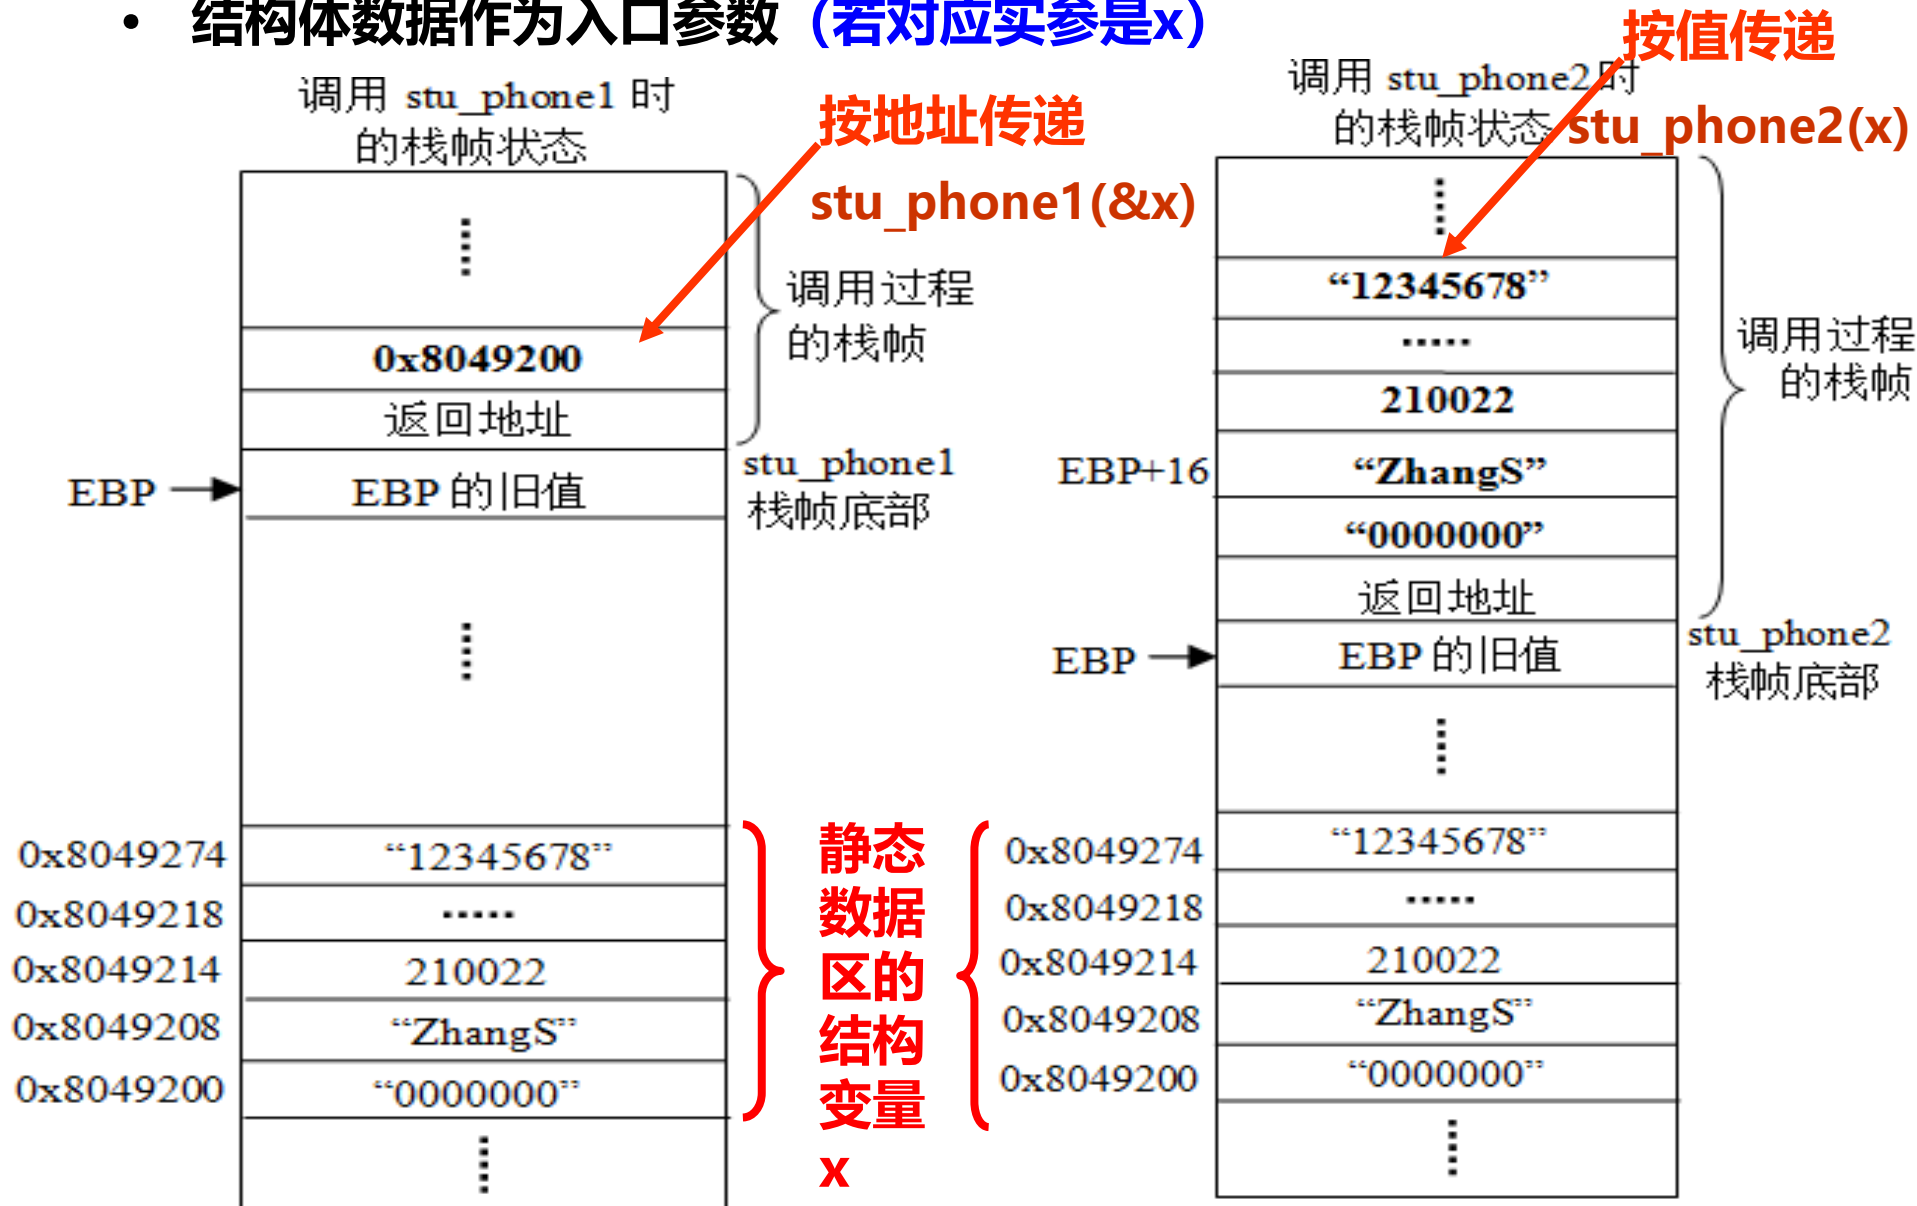 • 结构体数据作为入口参数（若对应实参是x）
调用 stu_phone1 时
的栈帧状态
按地址传递
stu_phone1(&x)
0x8049200
返回地址
EBP
EBP 的旧值
调用过程
的栈帧
stu_phone1
栈帧底部
0x8049274
“12345678”
0x8049218
.....
0x8049214
210022
0x8049208
“ZhangS”
0x8049200
“0000000”
静态
数据
区的
结构
变量
x
按值传递
调用 stu_phone2 时
的栈帧状态
stu_phone2(x)
“12345678”
.....
210022
EBP+16
“ZhangS”
“0000000”
返回地址
EBP
EBP 的旧值
调用过程
的栈帧
stu_phone2
栈帧底部
0x8049274
“12345678”
0x8049218
.....
0x8049214
210022
0x8049208
“ZhangS”
0x8049200
“0000000”